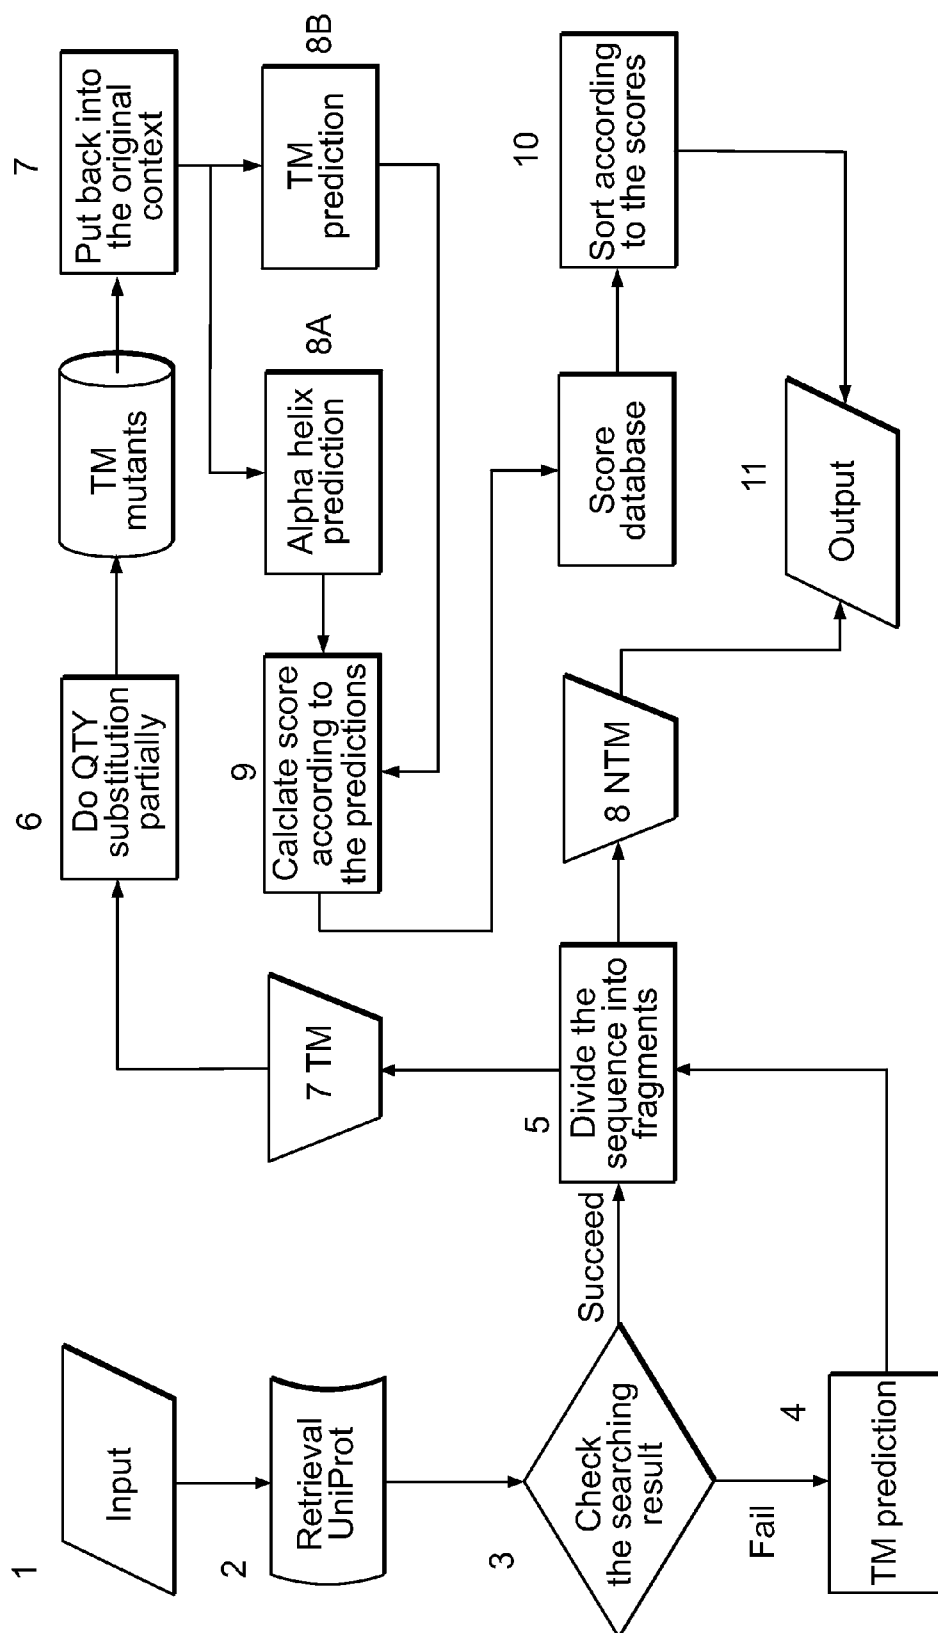 1
Input
2
Retrieval
UniProt
3
Check
the searching
result
Succeed
Fail
4
TM prediction
5
Divide the
sequence into
fragments
7 TM
8 NTM
6
Do QTY
substitution
partially
TM
mutants
7
Put back into
the original
context
8A
Alpha helix
prediction
8B
TM
prediction
9
Calclate score
according to
the predictions
Score
database
10
Sort according
to the scores
11
Output